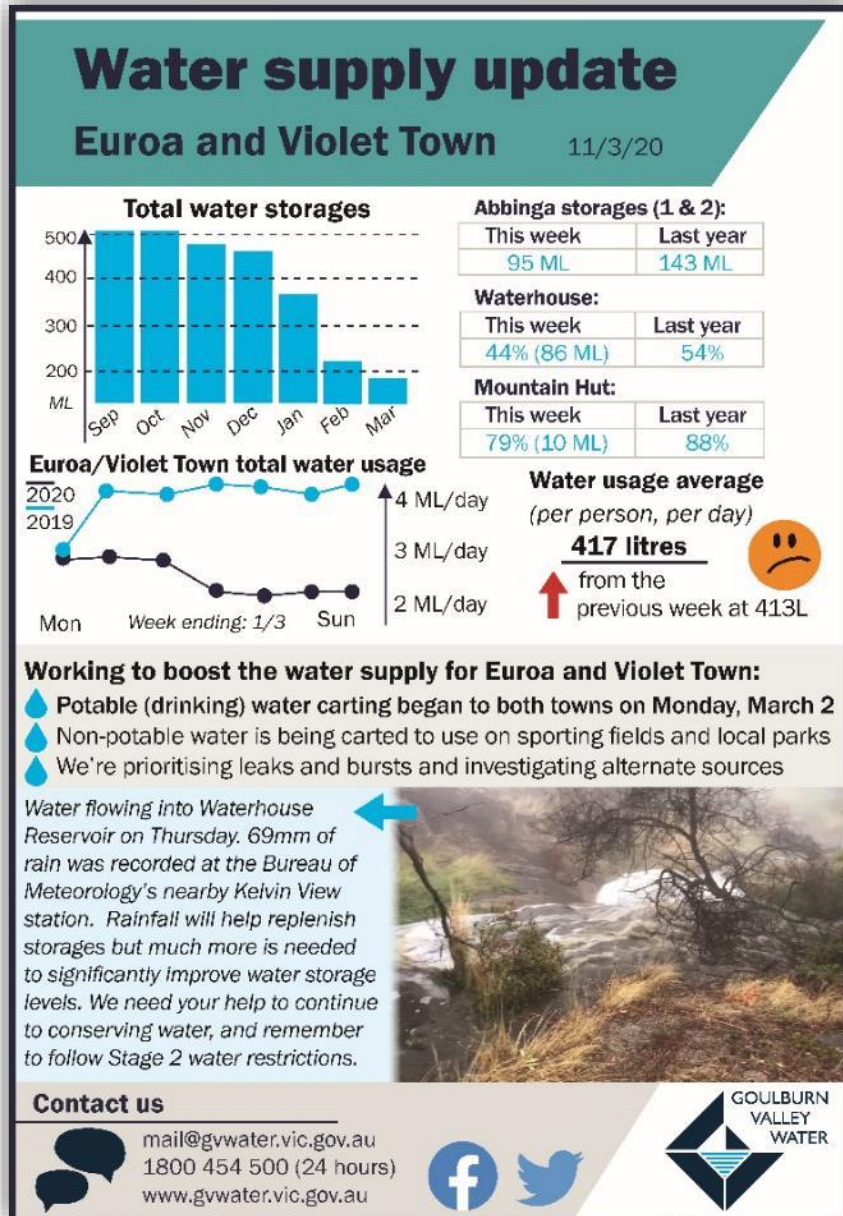 Water supply update
Euroa and Violet Town 11/3/20
Total water storages
500
400
300
200
ML
Sep Oct Nov Dec Jan Feb Mar
Abbinga storages (1 & 2):
This week Last year
95 ML 143 ML
Waterhouse:
This week Last year
44% (86 ML) 54%
Mountain Hut:
This week Last year
79% (10 ML) 88%
Euroa/Violet Town total water usage
2020
2019
4 ML/day
3 ML/day
2 ML/day
Mon Week ending: 1/3 Sun
Water usage average
(per person, per day)
417 litres
from the
previous week at 413L
Working to boost the water supply for Euroa and Violet Town:
Potable (drinking) water carting began to both towns on Monday, March 2
Non-potable water is being carted to use on sporting fields and local parks
We're prioritising leaks and bursts and investigating alternate sources
Water flowing into Waterhouse
Reservoir on Thursday. 69mm of
rain was recorded at the Bureau of
Meteorology's nearby Kelvin View
station. Rainfall will help replenish
storages but much more is needed
to significantly improve water storage
levels. We need your help to continue
to conserving water, and remember
to follow Stage 2 water restrictions.
Contact us
mail@gvwater.vic.gov.au
1800 454 500 (24 hours)
www.gvwater.vic.gov.au
GOULBURN
VALLEY
WATER